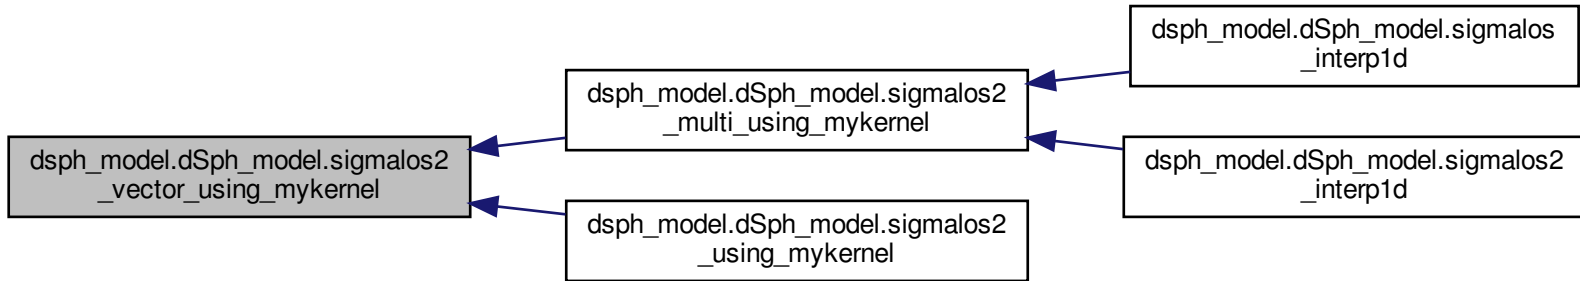 dsph_model.dSph_model.sigmalos2
_vector_using_mykernel
dsph_model.dSph_model.sigmalos2
_multi_using_mykernel
dsph_model.dSph_model.sigmalos2
_using_mykernel
dsph_model.dSph_model.sigmalos
_interp1d
dsph_model.dSph_model.sigmalos2
_interp1d